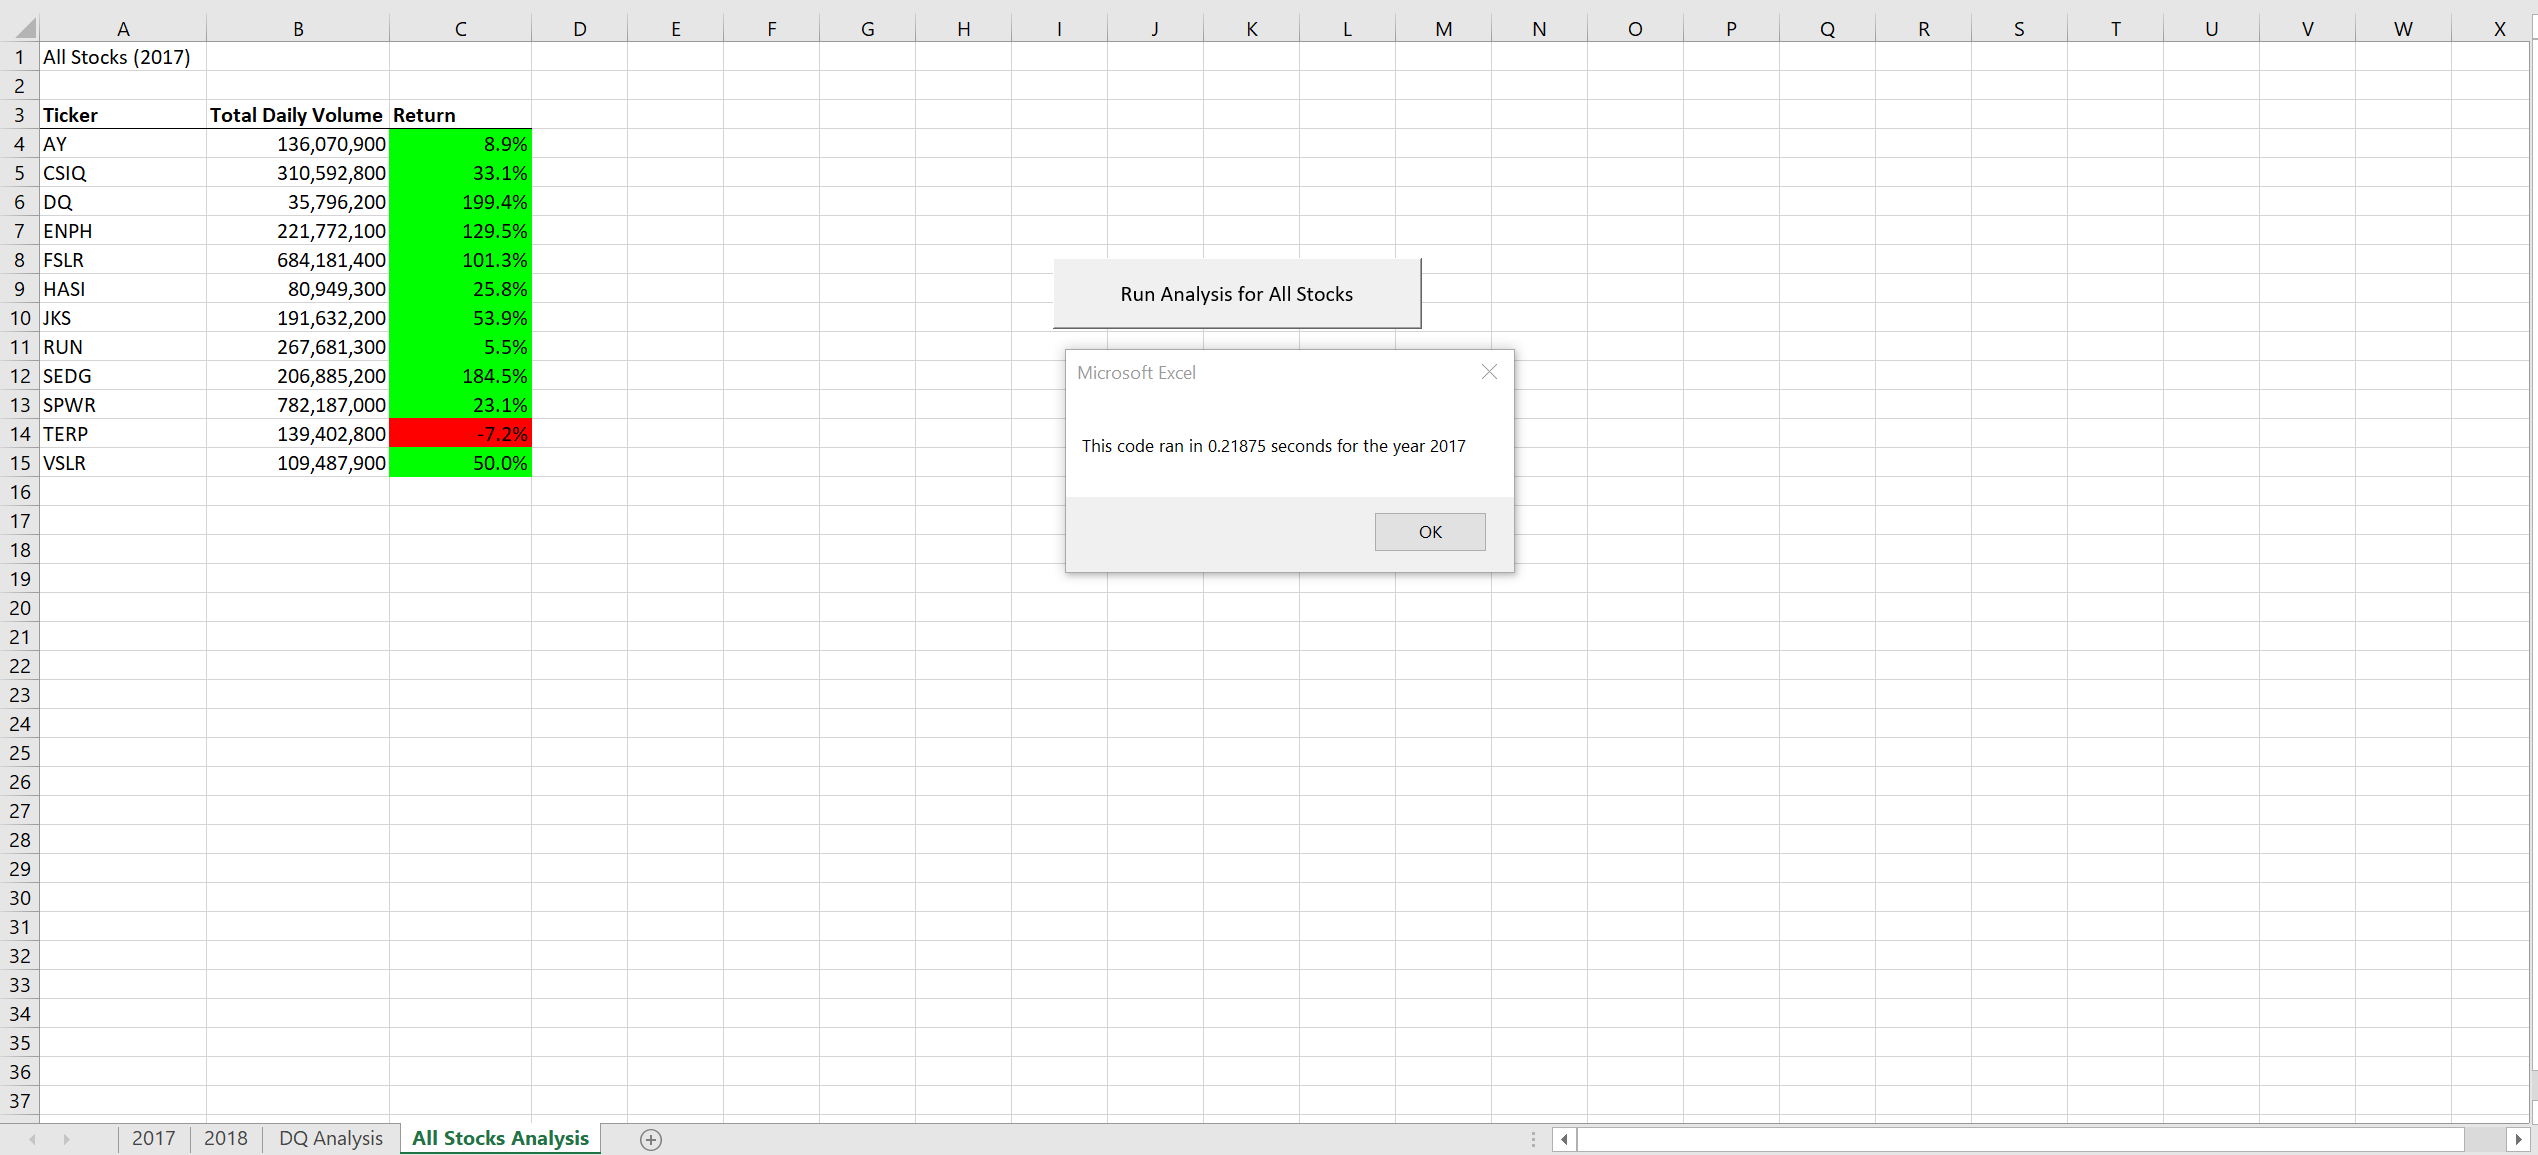 A B C D E F G H I J K L M N O P Q R S T U V W X
1 All Stocks (2017)
2
3 Ticker Total Daily Volume Return
4 AY 136,070,900 8.9%
5 CSIQ 310,592,800 33.1%
6 DQ 35,796,200 199.4%
7 ENPH 221,772,100 129.5%
8 FSLR 684,181,400 101.3%
9 HASI 80,949,300 25.8%
Run Analysis for All Stocks
10 JKS 191,632,200 53.9%
11 RUN 267,681,300 5.5%
12 SEDG 206,885,200 184.5%
Microsoft Excel
13 SPWR 782,187,000 23.1%
14 TERP 139,402,800 -7.2%
This code ran in 0.21875 seconds for the year 2017
15 VSLR 109,487,900 50.0%
16
17
OK
18
19
20
21
22
23
24
25
26
27
28
29
30
31
32
33
34
35
36
37
2017 2018 DQ Analysis All Stocks Analysis